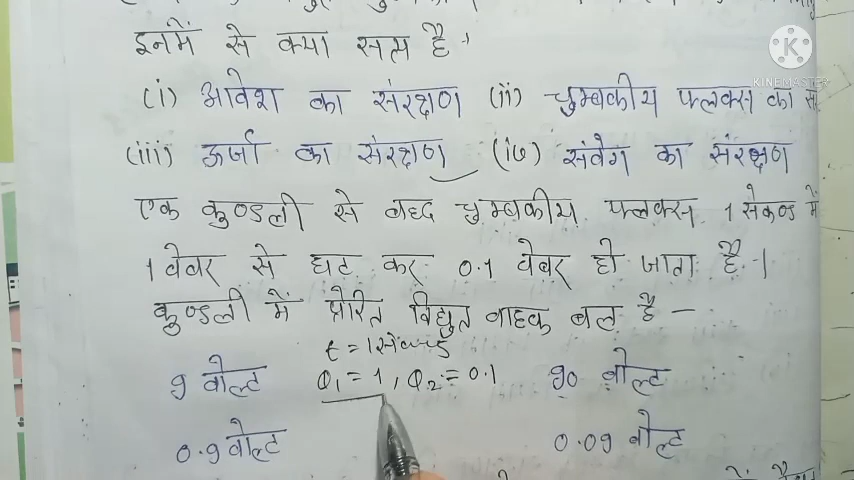 इनमें से क्या सत्य है।
KINEMASTER
(i) आवेश का संरक्षण (ii) चुम्बकीय फ्लक्स का
(iii) ऊर्जा का संरक्षण (iv) संवेग का संरक्षण
एक कुण्डली से बध्द चुम्बकीय फ्लक्स 1 सेकण्ड में
1 वेबर से घट कर 0.1 वेबर हो जाता है।
कुण्डली में प्रेरित विद्युत वाहक बल है -
t = 1 सेकण्ड
9 वोल्ट Φ1 = 1, Φ2 = 0.1 90 वोल्ट
0.9 वोल्ट 0.09 वोल्ट